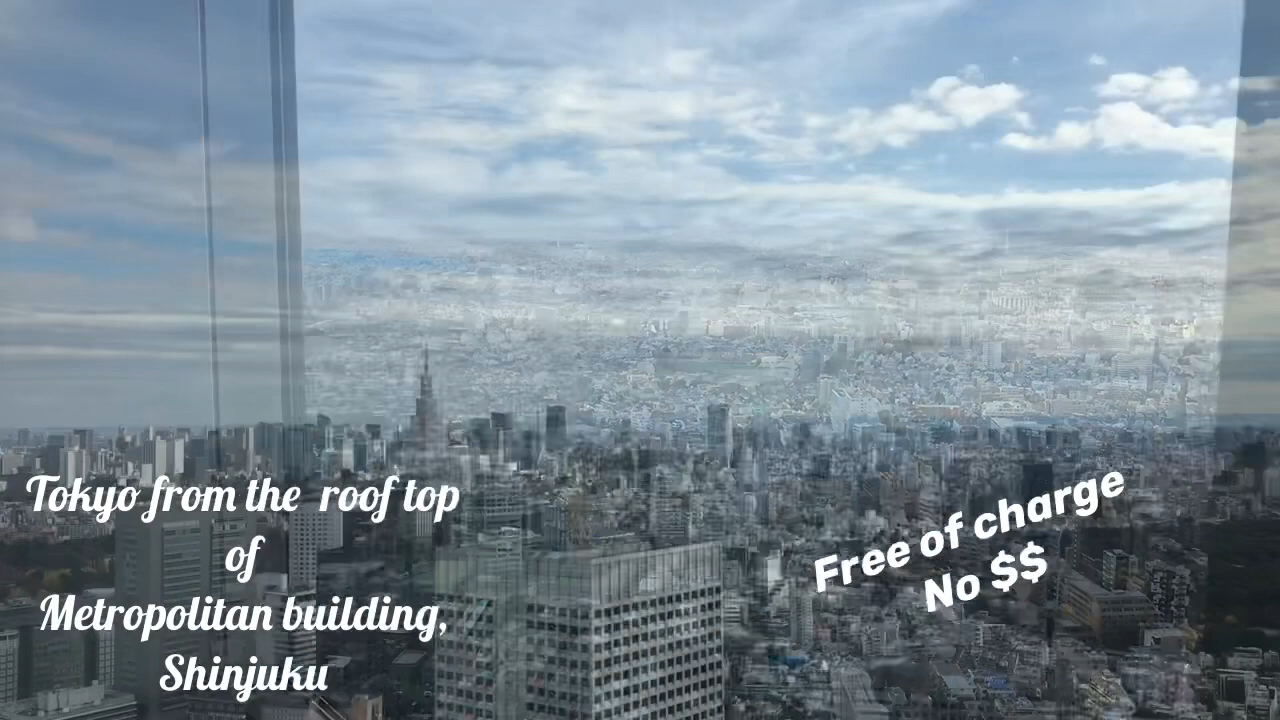 Tokyo from the roof top
of
Metropolitan building,
Shinjuku
Free of charge
No $$